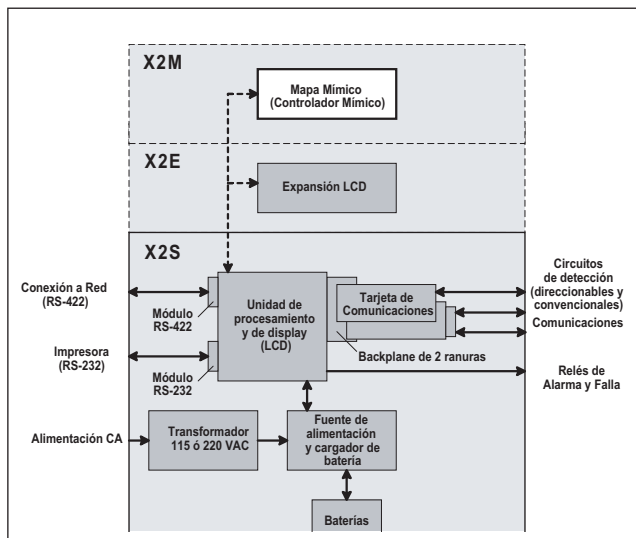 X2M
Mapa Mímico
(Controlador Mímico)
X2E
Expansión LCD
X2S
Conexión a Red
(RS-422)
Módulo
RS-422
Unidad de
procesamiento
y de display
(LCD)
Tarjeta de
Comunicaciones
Circuitos
de detección
(direccionables y
convencionales)
Comunicaciones
Backplane de 2 ranuras
Impresora
(RS-232)
Módulo
RS-232
Relés de
Alarma y Falla
Alimentación CA
Transformador
115 ó 220 VAC
Fuente de
alimentación
y cargador de
batería
Baterías